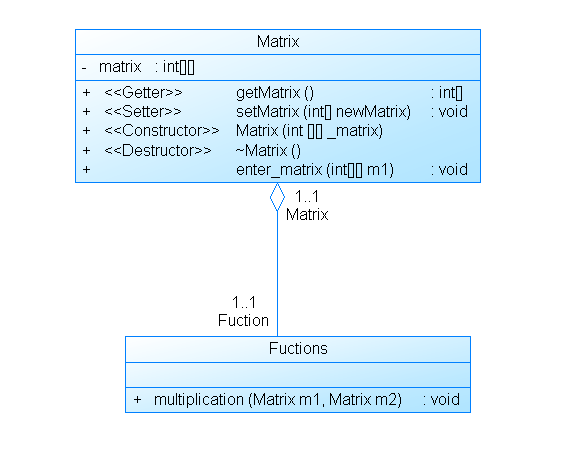 Matrix
- matrix : int[][]
+ <<Getter>> getMatrix () : int[]
+ <<Setter>> setMatrix (int[] newMatrix) : void
+ <<Constructor>> Matrix (int [][] _matrix)
+ <<Destructor>> ~Matrix ()
+ enter_matrix (int[][] m1) : void
1..1
Matrix
1..1
Fuction
Fuctions
+ multiplication (Matrix m1, Matrix m2) : void